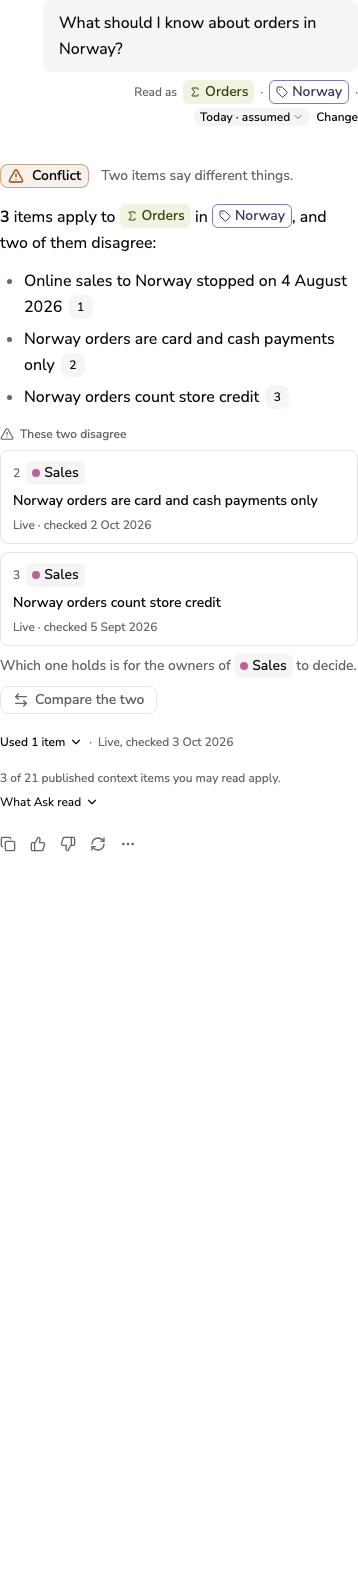 What should I know about orders in
Norway?
Read as Orders · Norway ·
Today · assumed Change
Conflict Two items say different things.
3 items apply to Orders in Norway, and
two of them disagree:
• Online sales to Norway stopped on 4 August
2026 1
• Norway orders are card and cash payments
only 2
• Norway orders count store credit 3
These two disagree
2 Sales
Norway orders are card and cash payments only
Live · checked 2 Oct 2026
3 Sales
Norway orders count store credit
Live · checked 5 Sept 2026
Which one holds is for the owners of Sales to decide.
Compare the two
Used 1 item · Live, checked 3 Oct 2026
3 of 21 published context items you may read apply.
What Ask read